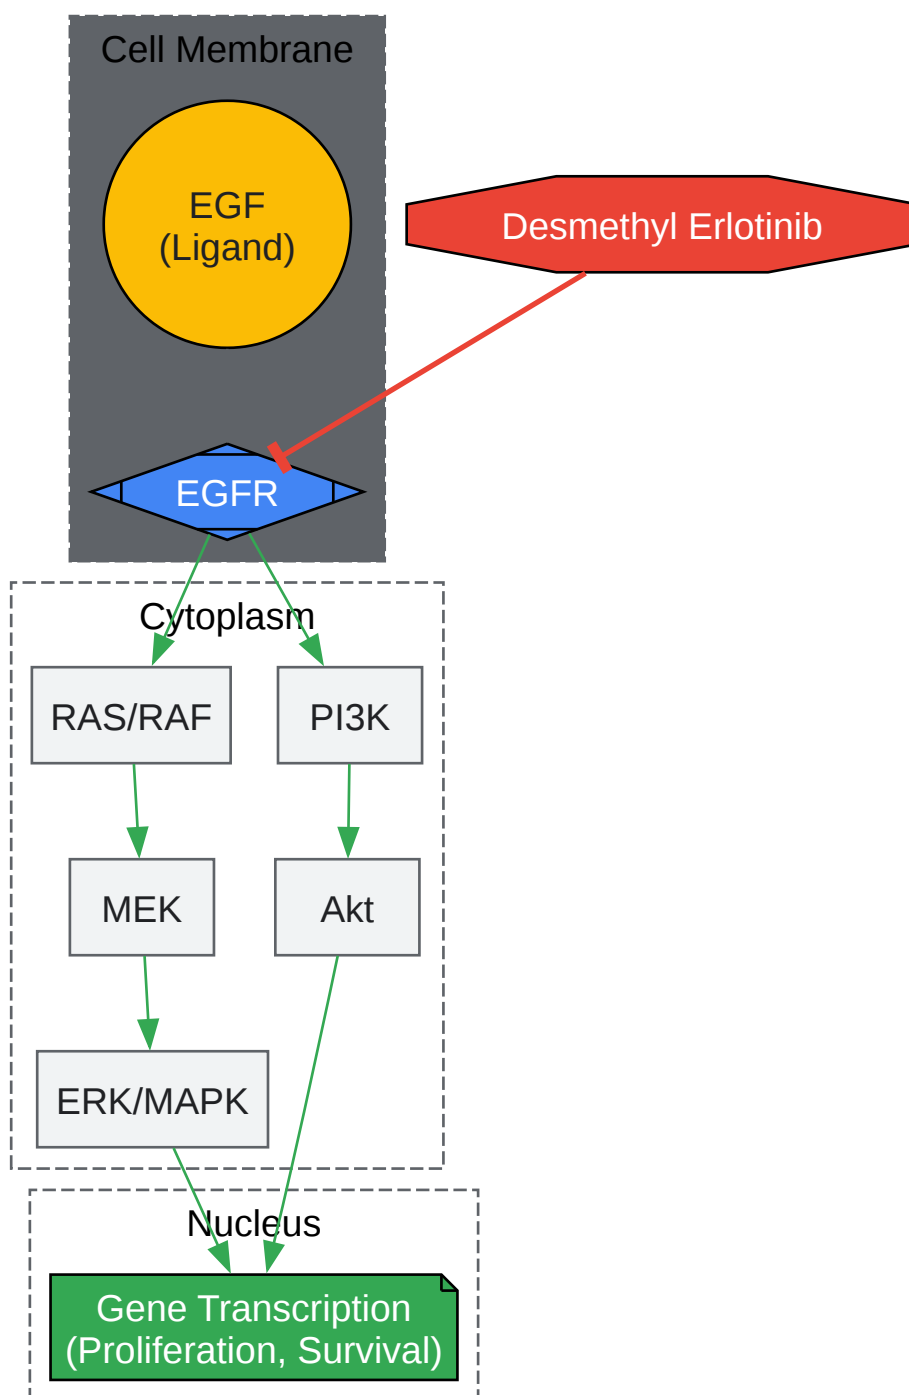 Cell Membrane
EGF
(Ligand)
Desmethyl Erlotinib
EGFR
Cytoplasm
RAS/RAF
PI3K
MEK
Akt
ERK/MAPK
Nucleus
Gene Transcription
(Proliferation, Survival)